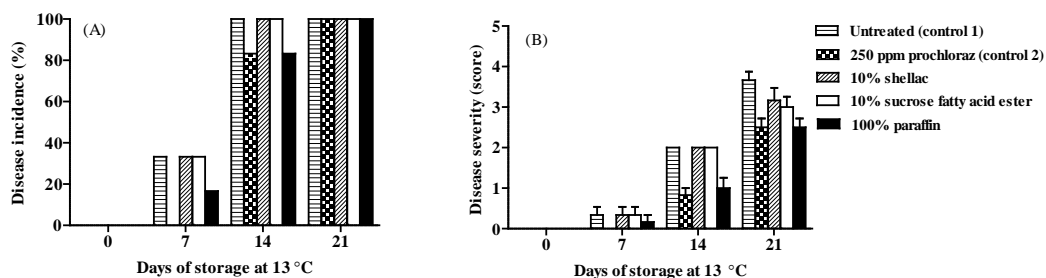 (A)
Disease incidence (%)
100
80
60
40
20
0
0 7 14 21
Days of storage at 13 °C
(B)
Disease severity (score)
5
4
3
2
1
0
0 7 14 21
Days of storage at 13 °C
Untreated (control 1)
250 ppm prochloraz (control 2)
10% shellac
10% sucrose fatty acid ester
100% paraffin